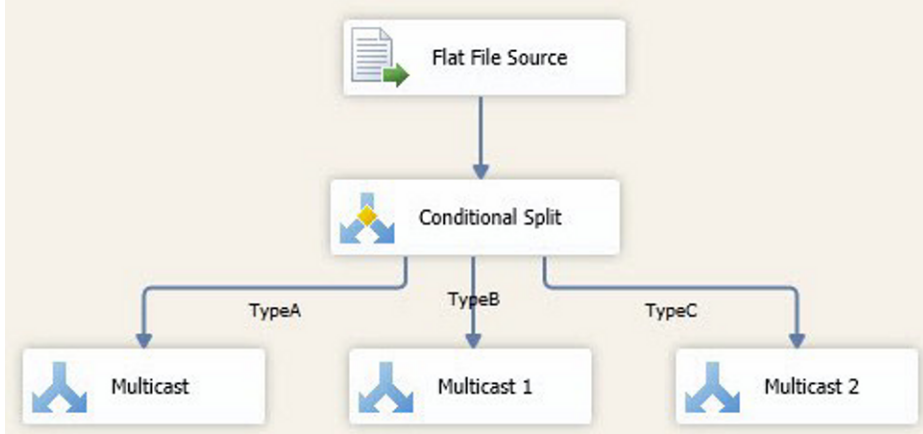 Flat File Source
Conditional Split
TypeA
TypeB
TypeC
Multicast
Multicast 1
Multicast 2